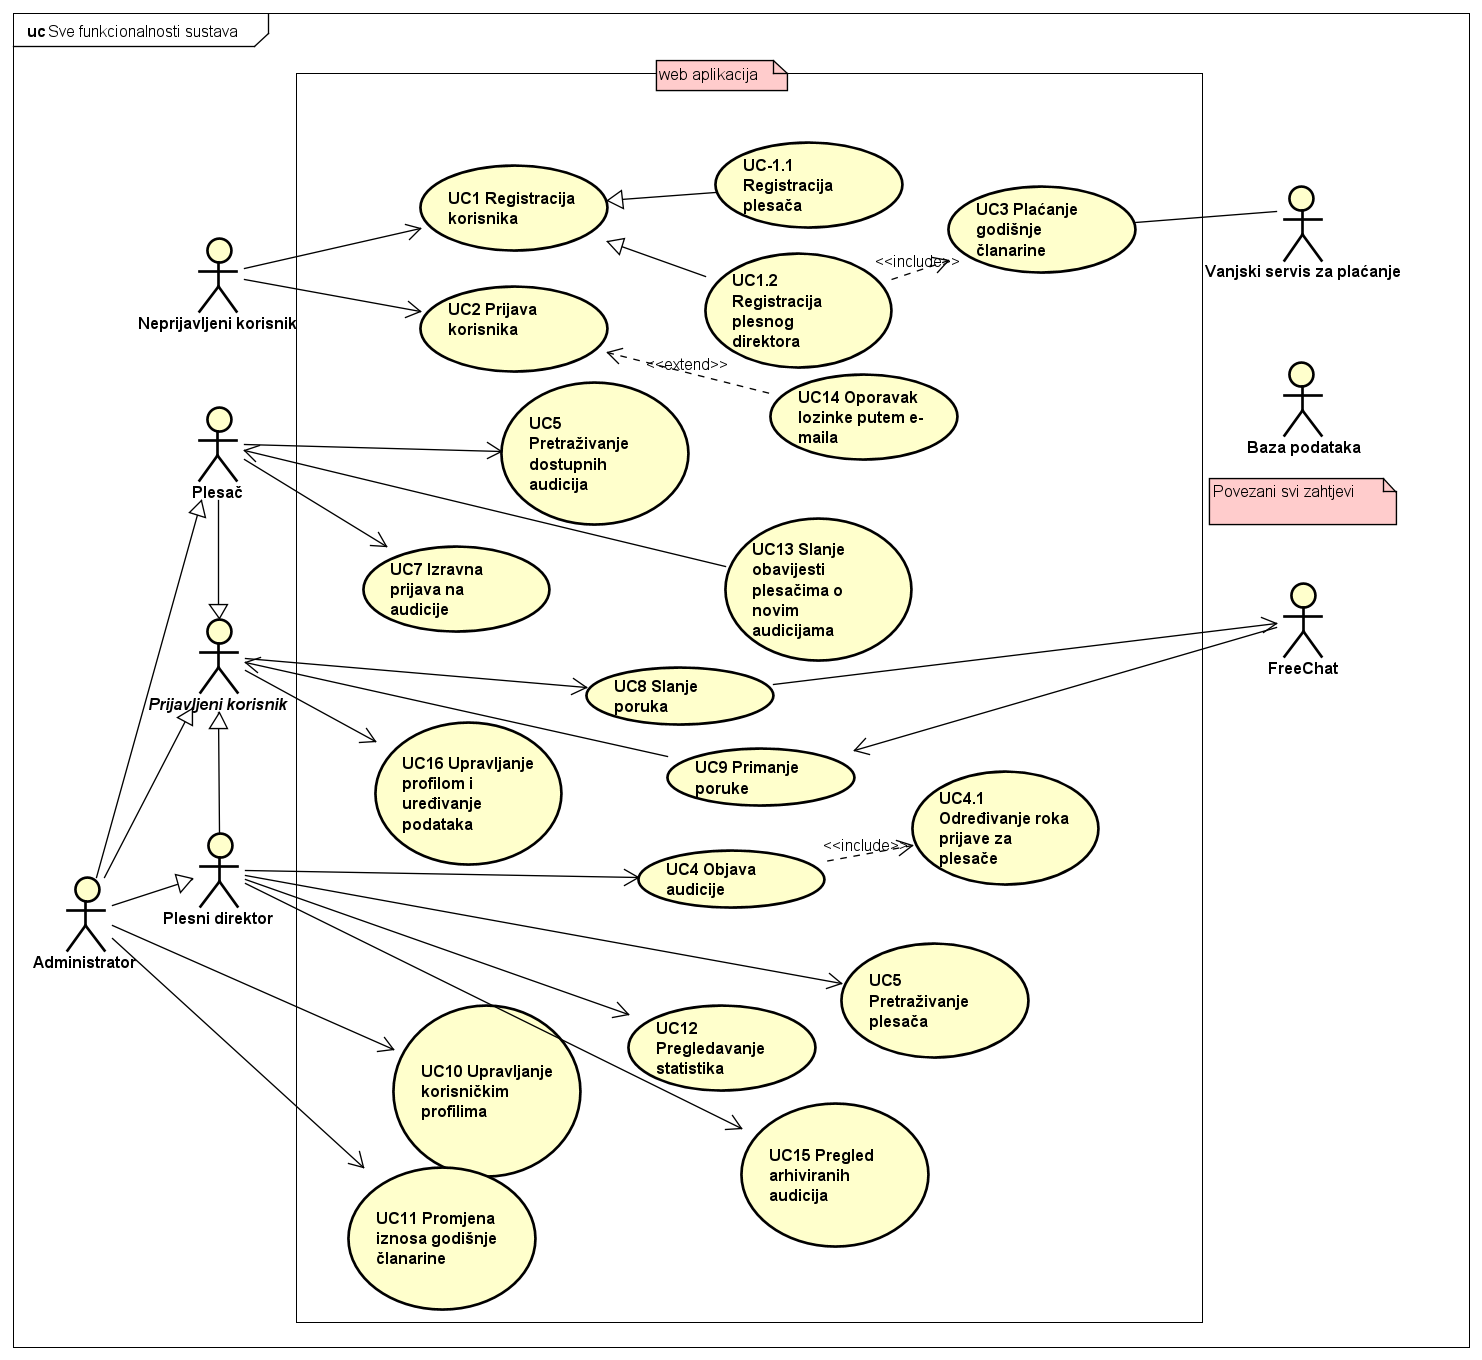 uc Sve funkcionalnosti sustava
web aplikacija
UC1 Registracija
korisnika
UC-1.1
Registracija
plesača
UC3 Plaćanje
godišnje
članarine
Vanjski servis za plaćanje
<<include>>
UC1.2
Registracija
plesnog
direktora
Neprijavljeni korisnik
UC2 Prijava
korisnika
<<extend>>
UC14 Oporavak
lozinke putem e-
maila
Baza podataka
Povezani svi zahtjevi
UC5
Pretraživanje
dostupnih
audicija
Plesač
UC7 Izravna
prijava na
audicije
UC13 Slanje
obavijesti
plesačima o
novim
audicijama
FreeChat
Prijavljeni korisnik
UC8 Slanje
poruka
UC16 Upravljanje
profilom i
uređivanje
podataka
UC9 Primanje
poruke
UC4.1
Određivanje roka
prijave za
plesače
<<include>>
UC4 Objava
audicije
Plesni direktor
Administrator
UC5
Pretraživanje
plesača
UC12
Pregledavanje
statistika
UC10 Upravljanje
korisničkim
profilima
UC15 Pregled
arhiviranih
audicija
UC11 Promjena
iznosa godišnje
članarine